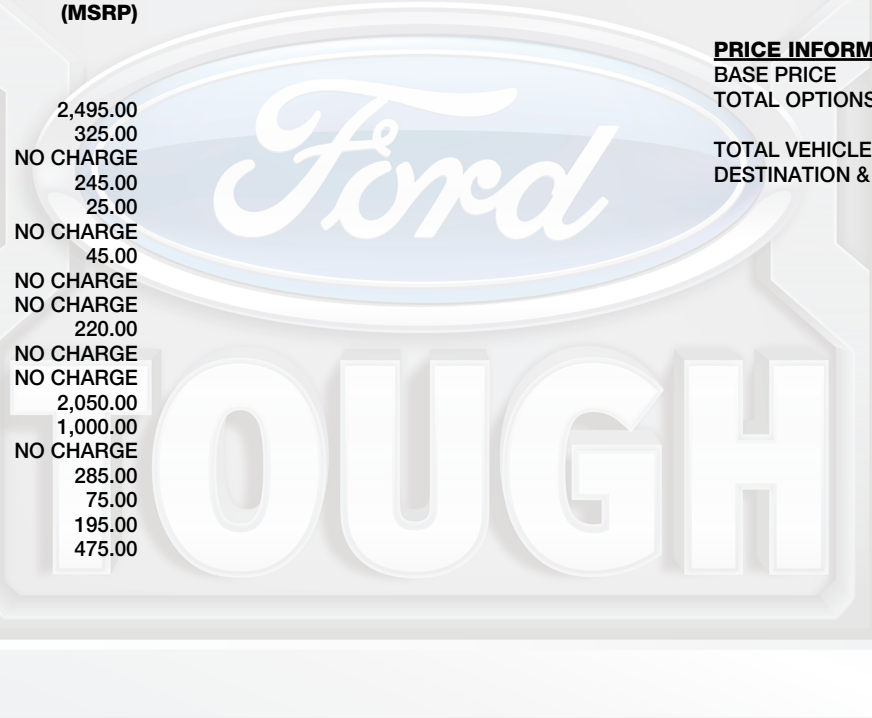 (MSRP)
2,495.00
325.00
NO CHARGE
245.00
25.00
NO CHARGE
45.00
NO CHARGE
NO CHARGE
220.00
NO CHARGE
NO CHARGE
2,050.00
1,000.00
NO CHARGE
285.00
75.00
195.00
475.00
PRICE INFORM
BASE PRICE
TOTAL OPTIONS
TOTAL VEHICLE
DESTINATION &
Ford
TOUGH